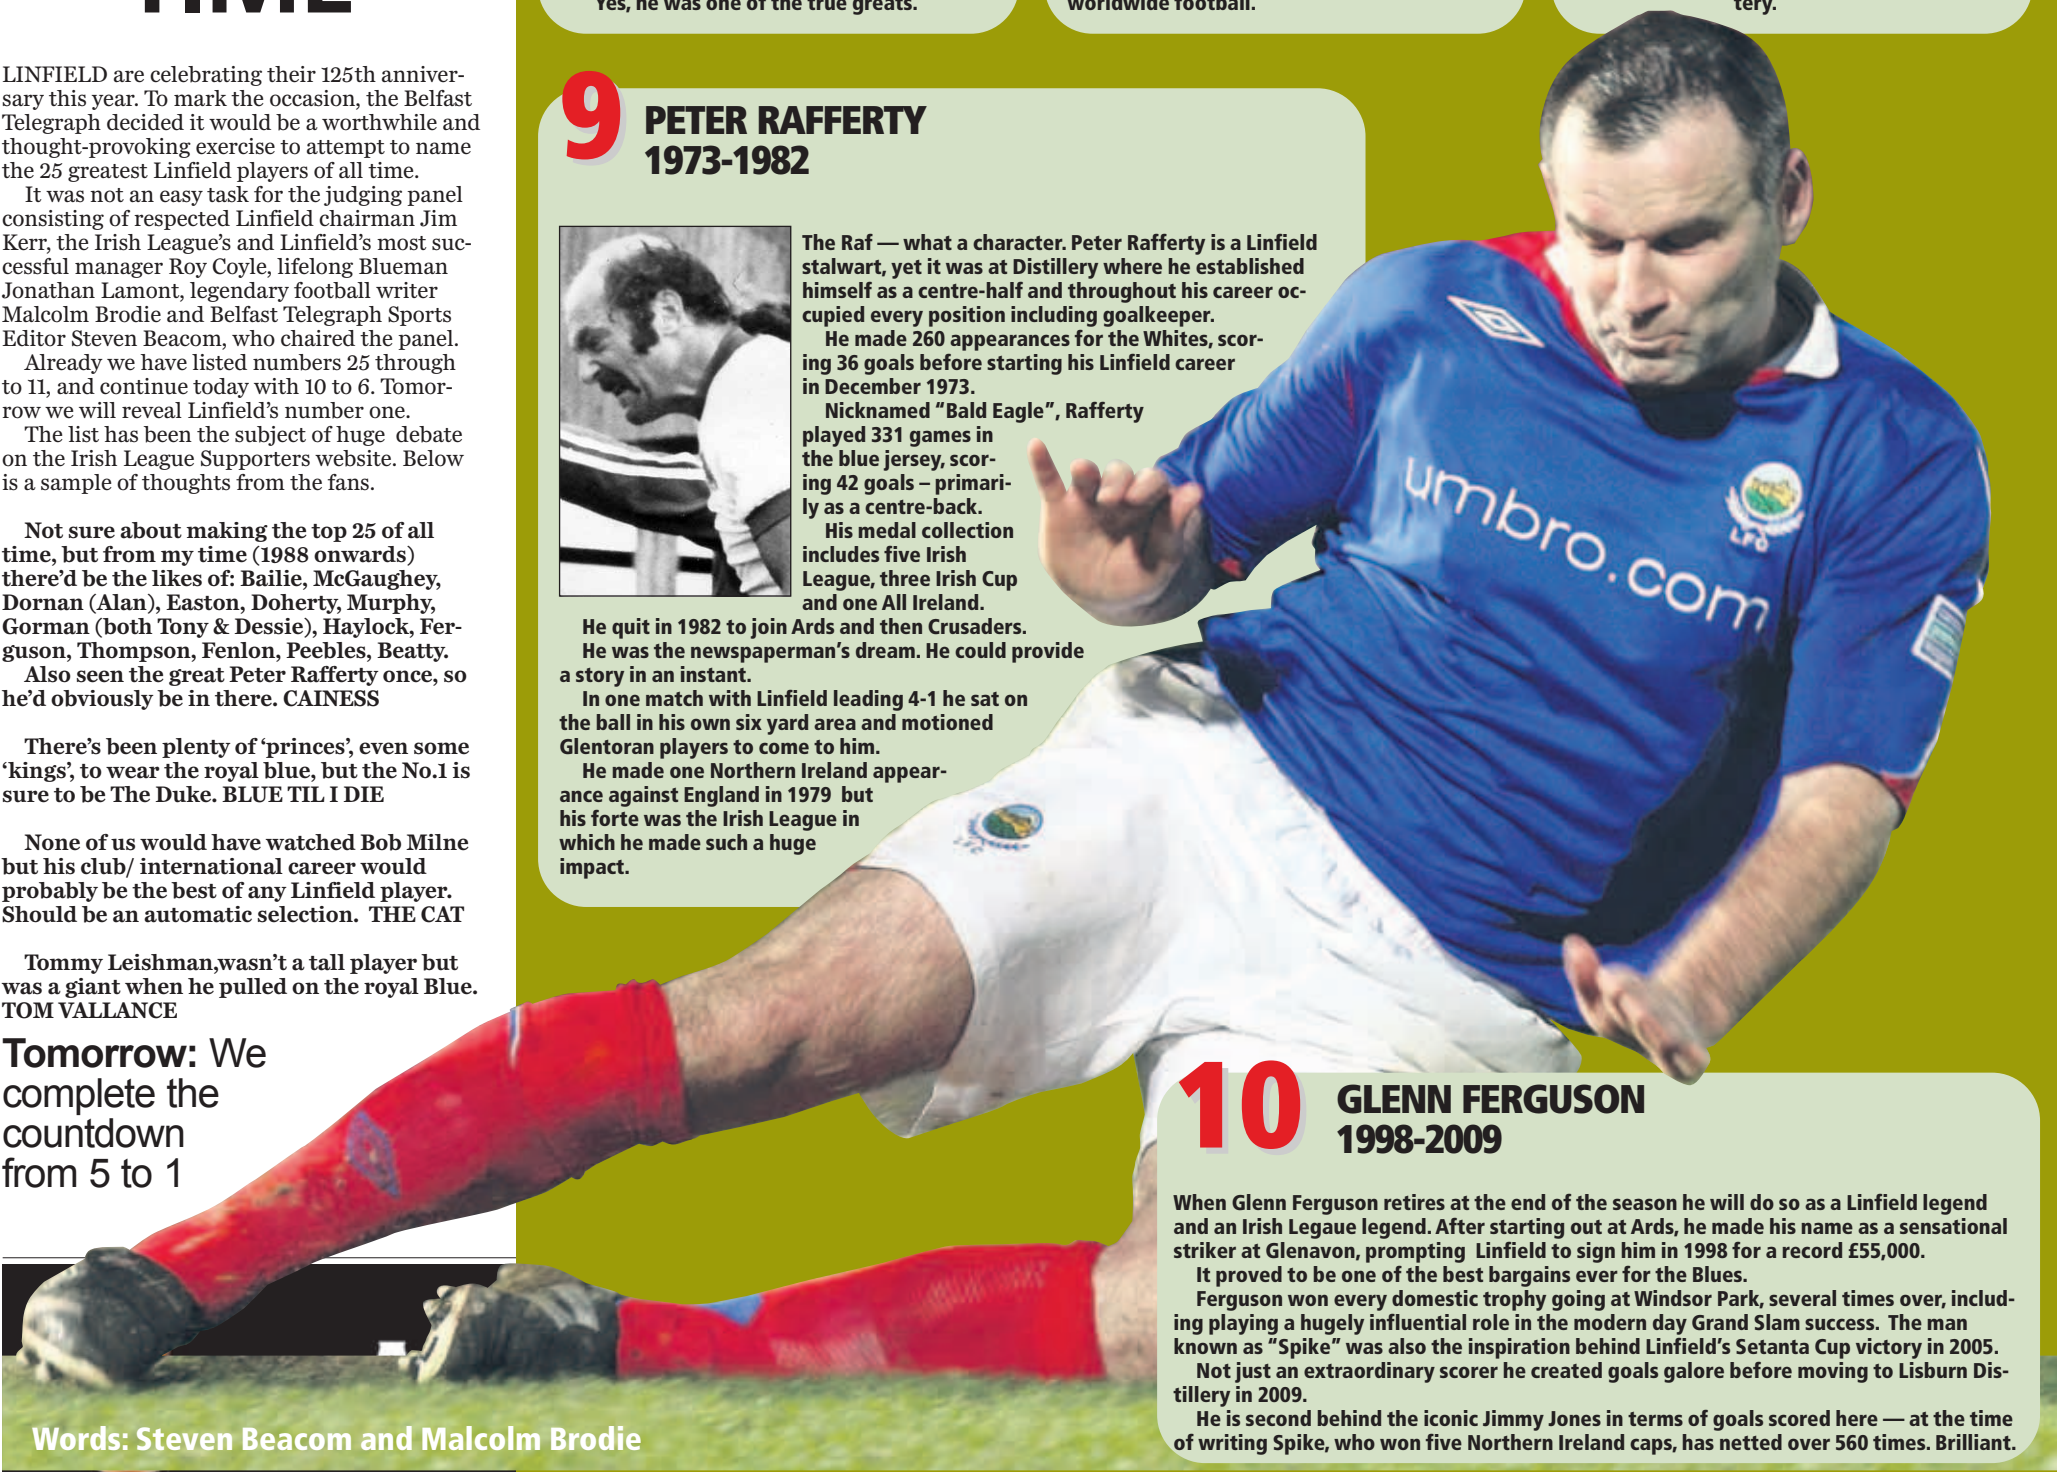 TIME
LINFIELD are celebrating their 125th anniver-
sary this year. To mark the occasion, the Belfast
Telegraph decided it would be a worthwhile and
thought-provoking exercise to attempt to name
the 25 greatest Linfield players of all time.
It was not an easy task for the judging panel
consisting of respected Linfield chairman Jim
Kerr, the Irish League's and Linfield's most suc-
cessful manager Roy Coyle, lifelong Blueman
Jonathan Lamont, legendary football writer
Malcolm Brodie and Belfast Telegraph Sports
Editor Steven Beacom, who chaired the panel.
Already we have listed numbers 25 through
to 11, and continue today with 10 to 6. Tomor-
row we will reveal Linfield's number one.
The list has been the subject of huge  debate
on the Irish League Supporters website. Below
is a sample of thoughts from the fans.
Not sure about making the top 25 of all
time, but from my time (1988 onwards)
there'd be the likes of: Bailie, McGaughey,
Dornan (Alan), Easton, Doherty, Murphy,
Gorman (both Tony & Dessie), Haylock, Fer-
guson, Thompson, Fenlon, Peebles, Beatty.
Also seen the great Peter Rafferty once, so
he'd obviously be in there. CAINESS
There's been plenty of 'princes', even some
'kings', to wear the royal blue, but the No.1 is
sure to be The Duke. BLUE TIL I DIE
None of us would have watched Bob Milne
but his club/ international career would
probably be the best of any Linfield player.
Should be an automatic selection.  THE CAT
Tommy Leishman,wasn't a tall player but
was a giant when he pulled on the royal Blue.
TOM VALLANCE
Tomorrow: We
complete the
countdown
from 5 to 1
Words: Steven Beacom and Malcolm Brodie
Yes, he was one of the true greats.
worldwide football.
tery.
9
PETER RAFFERTY
1973-1982
The Raf — what a character. Peter Rafferty is a Linfield
stalwart, yet it was at Distillery where he established
himself as a centre-half and throughout his career oc-
cupied every position including goalkeeper.
He made 260 appearances for the Whites, scor-
ing 36 goals before starting his Linfield career
in December 1973.
Nicknamed "Bald Eagle", Rafferty
played 331 games in
the blue jersey, scor-
ing 42 goals – primari-
ly as a centre-back.
His medal collection
includes five Irish
League, three Irish Cup
and one All Ireland.
He quit in 1982 to join Ards and then Crusaders.
He was the newspaperman's dream. He could provide
a story in an instant.
In one match with Linfield leading 4-1 he sat on
the ball in his own six yard area and motioned
Glentoran players to come to him.
He made one Northern Ireland appear-
ance against England in 1979  but
his forte was the Irish League in
which he made such a huge
impact.
umbro.com
LFC
LFC
10
GLENN FERGUSON
1998-2009
When Glenn Ferguson retires at the end of the season he will do so as a Linfield legend
and an Irish Legaue legend. After starting out at Ards, he made his name as a sensational
striker at Glenavon, prompting  Linfield to sign him in 1998 for a record £55,000.
It proved to be one of the best bargains ever for the Blues.
Ferguson won every domestic trophy going at Windsor Park, several times over, includ-
ing playing a hugely influential role in the modern day Grand Slam success. The man
known as "Spike" was also the inspiration behind Linfield's Setanta Cup victory in 2005.
Not just an extraordinary scorer he created goals galore before moving to Lisburn Dis-
tillery in 2009.
He is second behind the iconic Jimmy Jones in terms of goals scored here — at the time
of writing Spike, who won five Northern Ireland caps, has netted over 560 times. Brilliant.